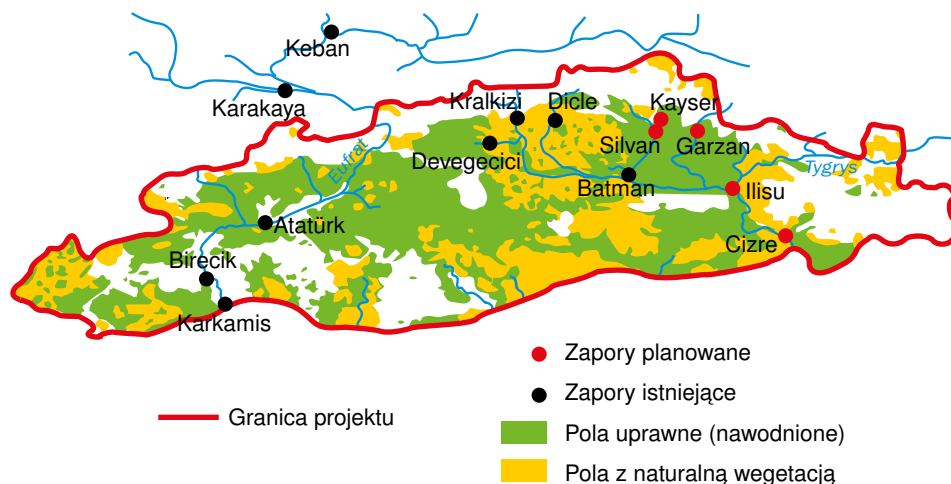 Keban
Karakaya
Kralkizi
Dicle
Kayser
Devegecici
Silvan
Garzan
Eufrat
Batman
Tygrys
Ilisu
Atatürk
Cizre
Birecik
Karkamis
Zapory planowane
Zapory istniejące
Granica projektu
Pola uprawne (nawodnione)
Pola z naturalną wegetacją